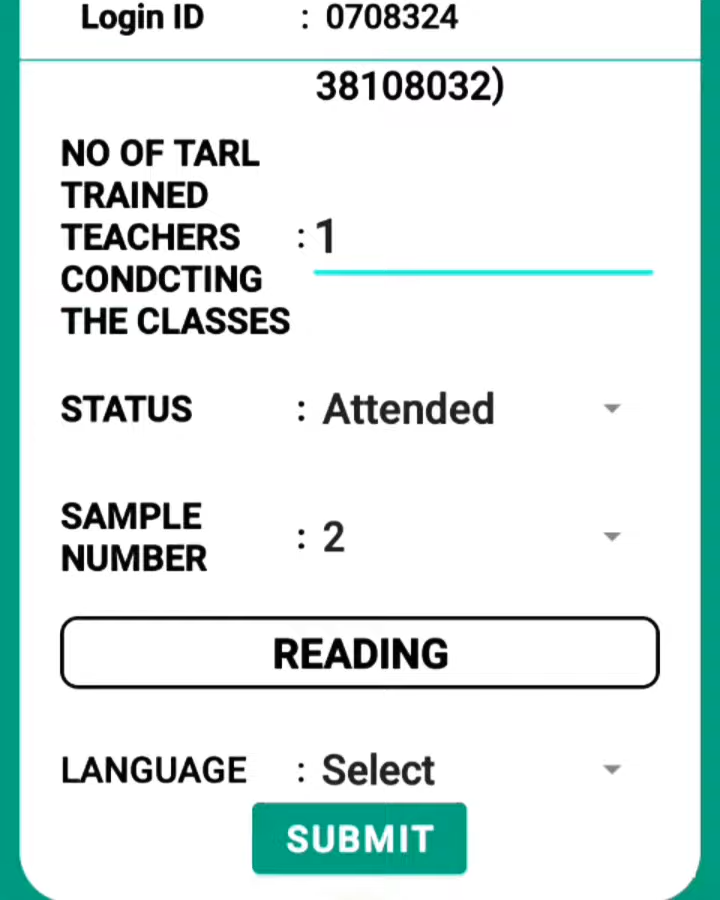 Login ID : 0708324
38108032)
NO OF TARL
TRAINED
TEACHERS : 1
CONDCTING
THE CLASSES
STATUS : Attended
SAMPLE
NUMBER : 2
READING
LANGUAGE : Select
SUBMIT